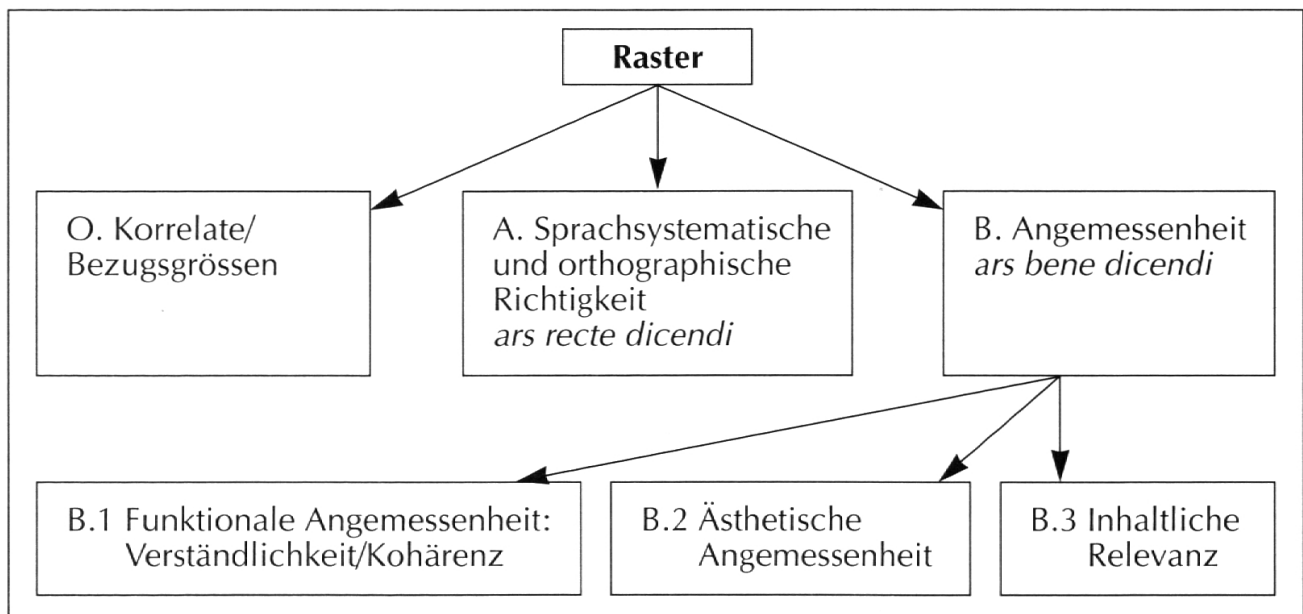 Raster
O. Korrelate/
Bezugsgrössen
A. Sprachsystematische
und orthographische
Richtigkeit
ars recte dicendi
B. Angemessenheit
ars bene dicendi
B.1 Funktionale Angemessenheit:
Verständlichkeit/Kohärenz
B.2 Ästhetische
Angemessenheit
B.3 Inhaltliche
Relevanz